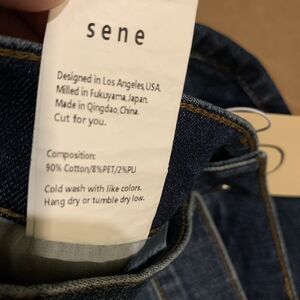 sene
Designed in Los Angeles, USA.
Milled in Fukuyama, Japan.
Made in Qingdao, China.
Cut for you.
Composition:
90% Cotton/8%PET/2%PU
Cold wash with like colors.
Hang dry or tumble dry low.